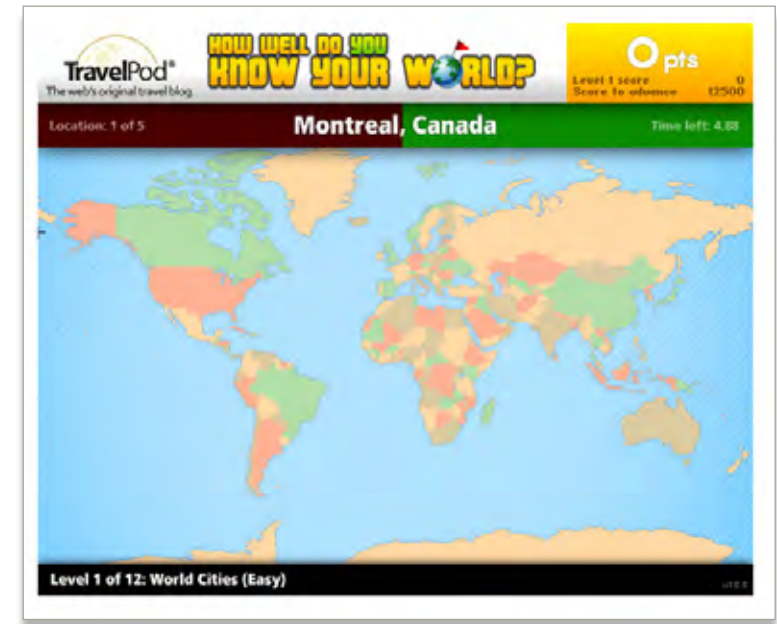 TravelPod®
The web's original travel blog
HOW WELL DO YOU
KNOW YOUR WORLD?
0 pts
Level 1 score 0
Score to advance 12500
Location: 1 of 5
Montreal, Canada
Time left: 4.88
Level 1 of 12: World Cities (Easy)